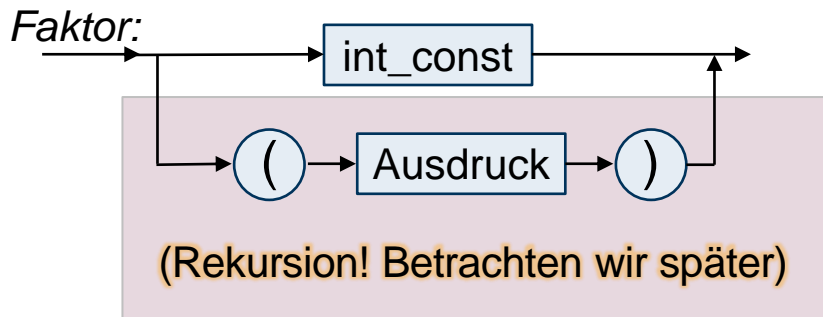 Faktor:
int_const
( Ausdruck )
(Rekursion! Betrachten wir später)